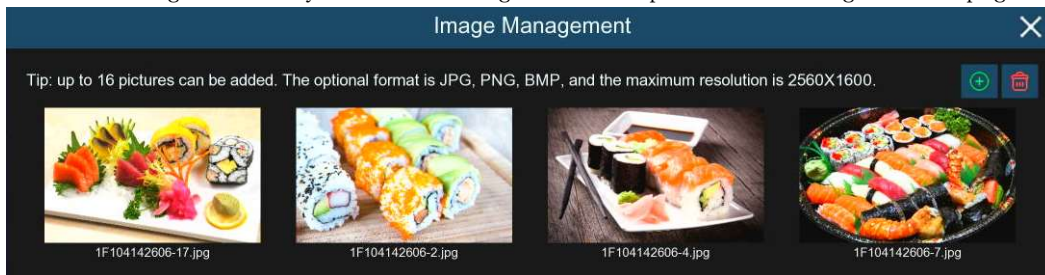 Image Management
Tip: up to 16 pictures can be added. The optional format is JPG, PNG, BMP, and the maximum resolution is 2560X1600.
1F104142606-17.jpg
1F104142606-2.jpg
1F104142606-4.jpg
1F104142606-7.jpg